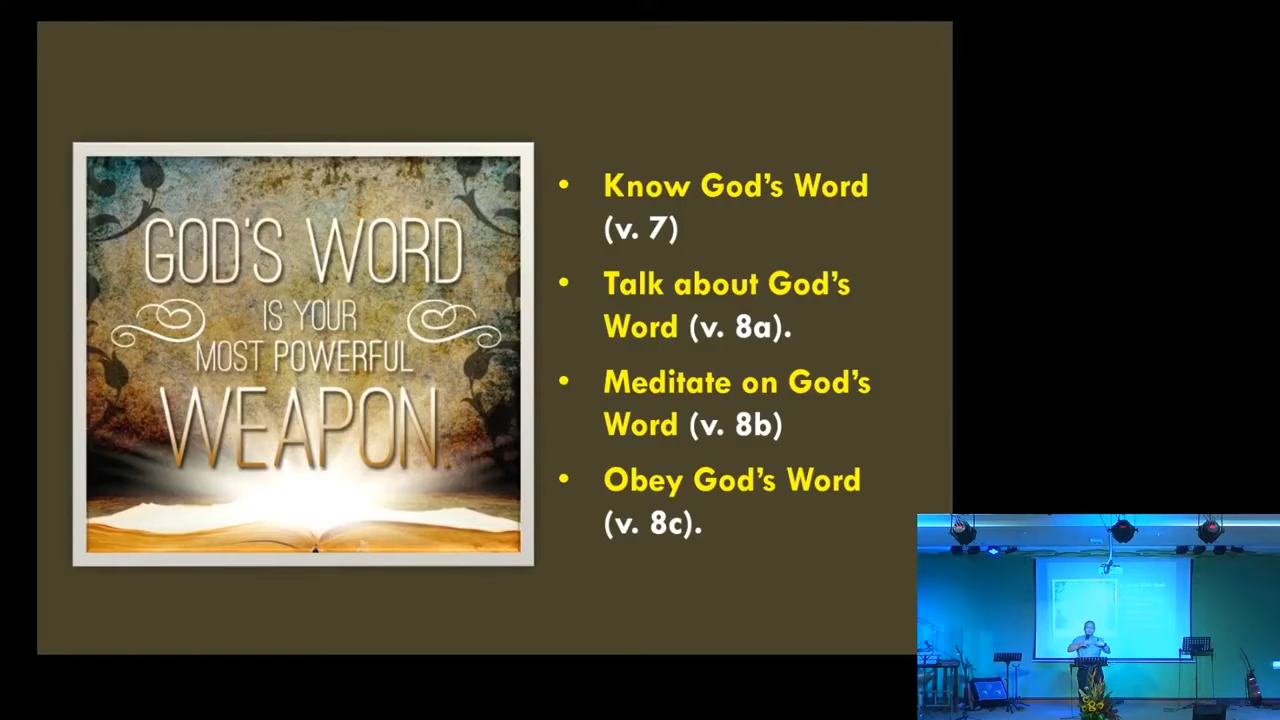 GOD'S WORD
IS YOUR
MOST POWERFUL
WEAPON.
• Know God's Word
(v. 7)
• Talk about God's
Word (v. 8a).
• Meditate on God's
Word (v. 8b)
• Obey God's Word
(v. 8c).